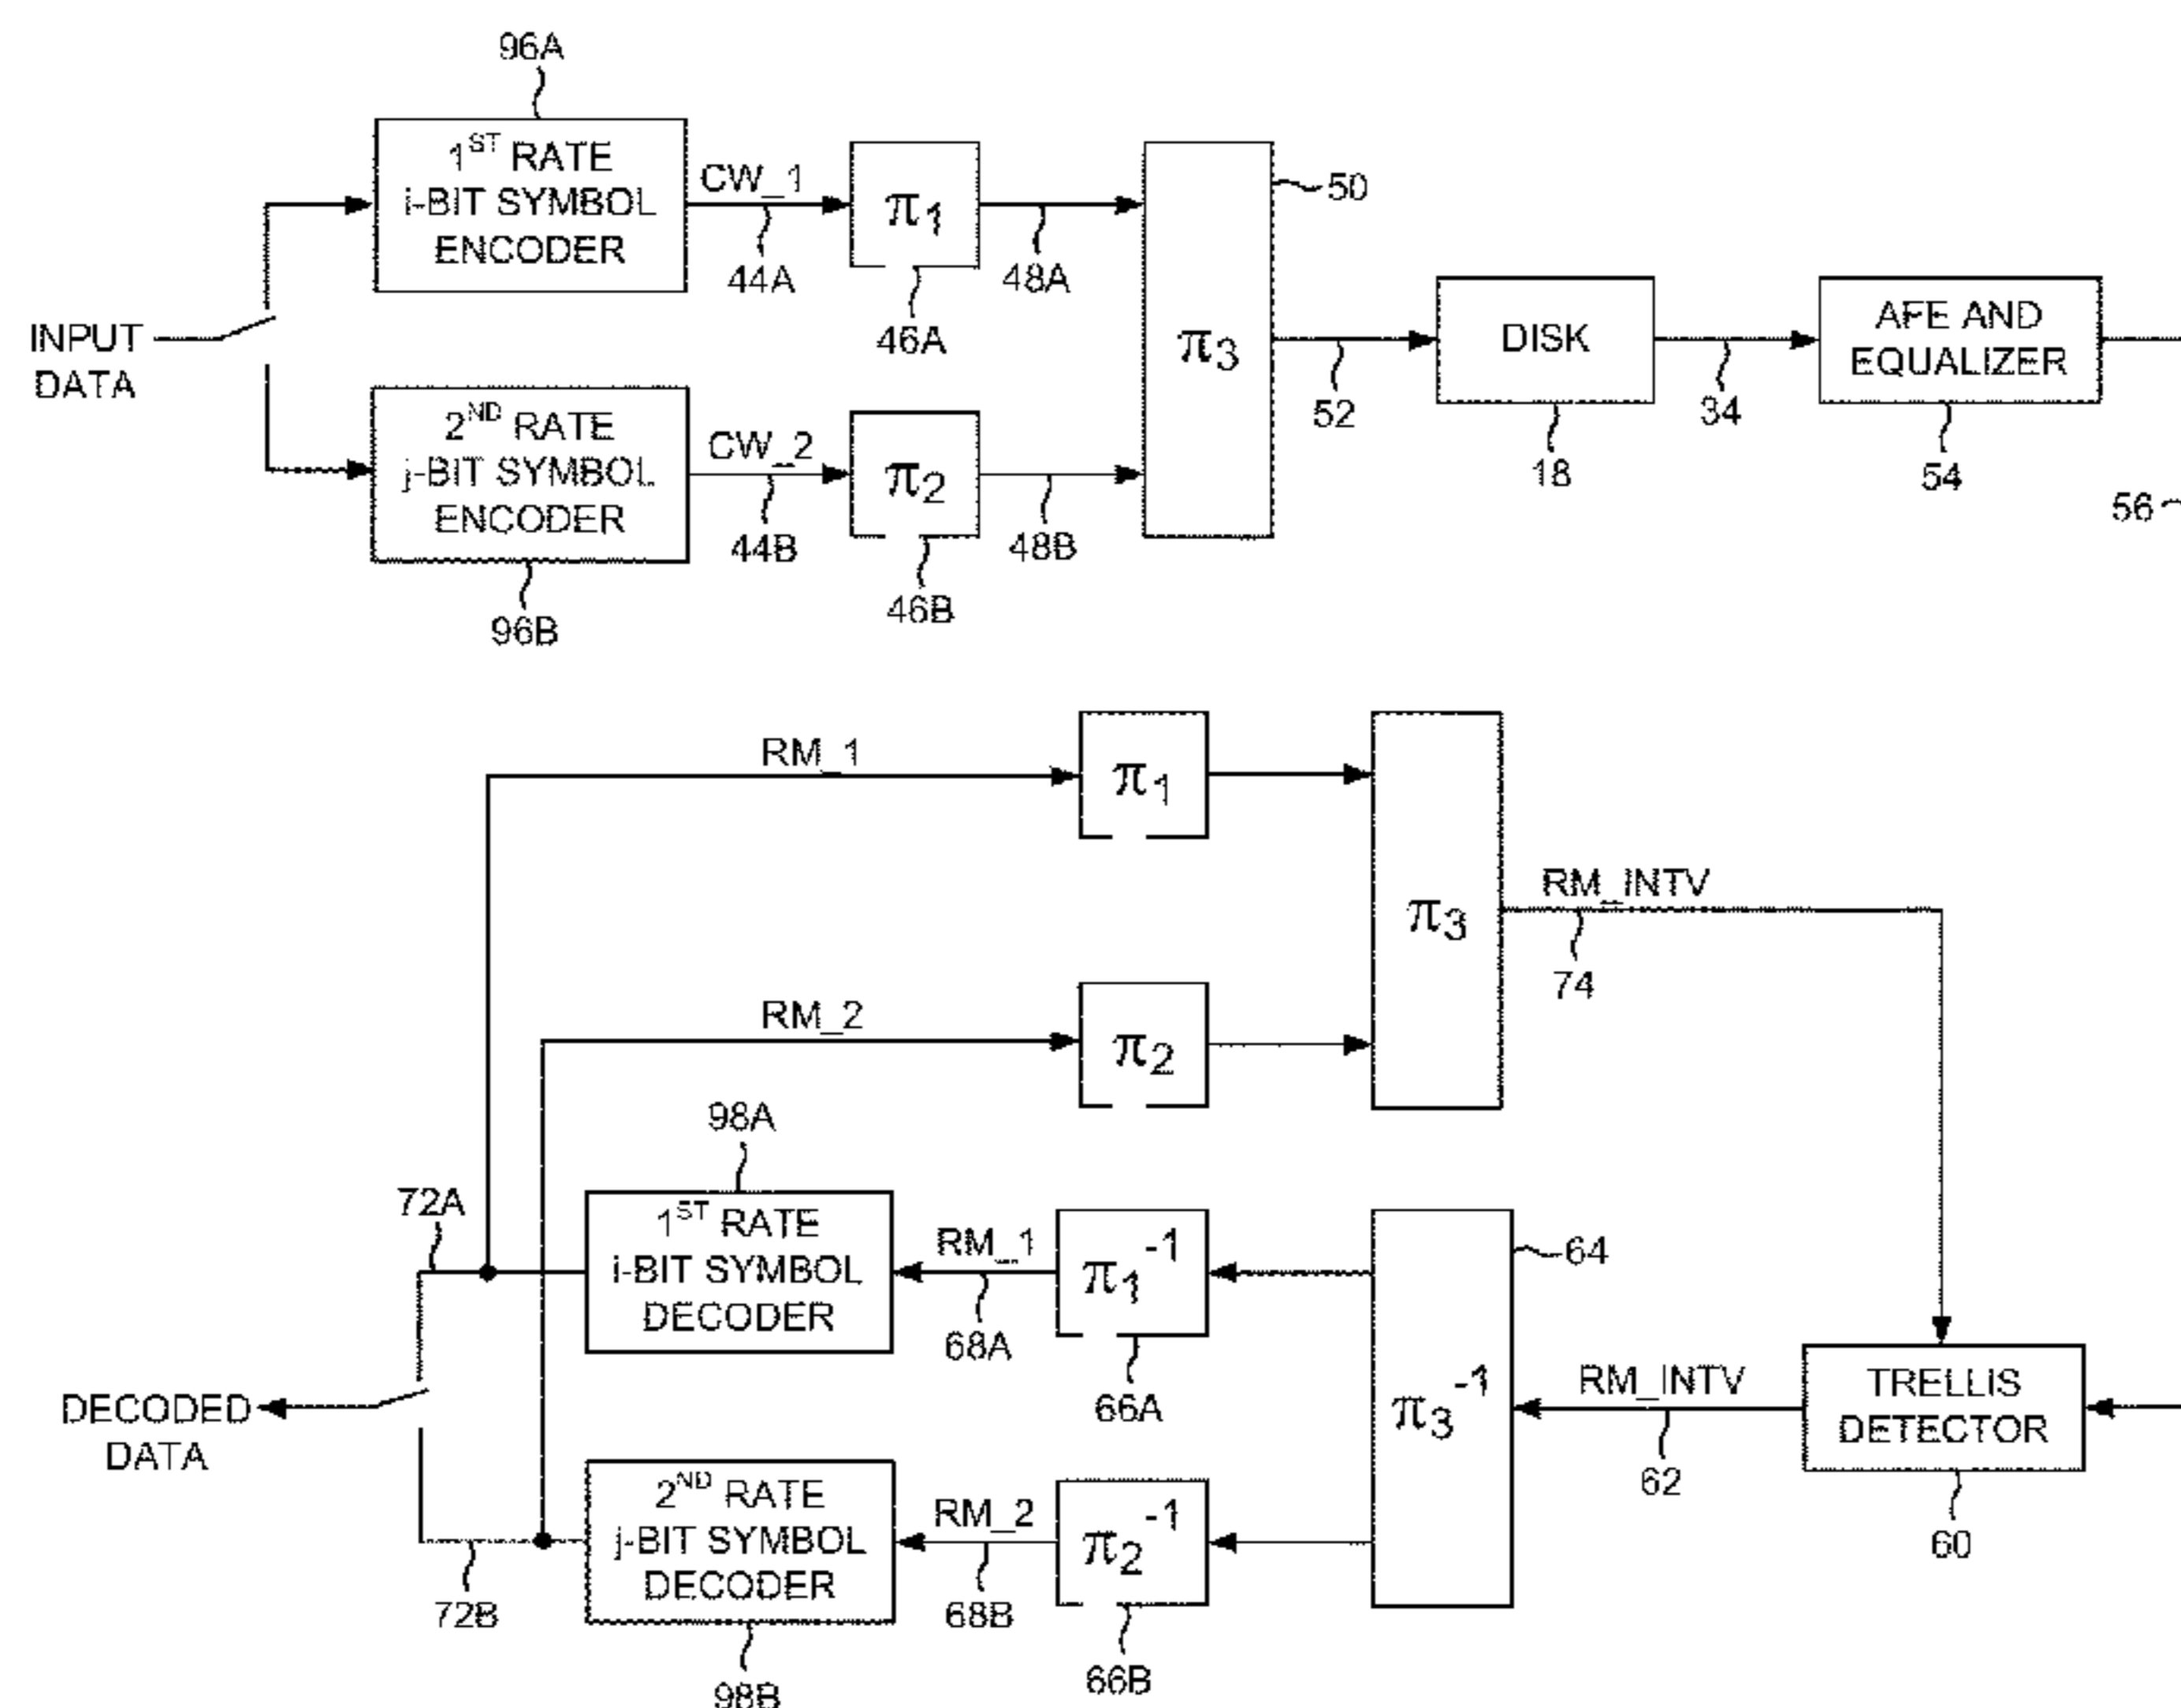 96A
1ST RATE
i-BIT SYMBOL
ENCODER
CW_1
44A
π1
46A
48A
50
INPUT
DATA
π3
52
DISK
18
34
AFE AND
EQUALIZER
54
56
2ND RATE
j-BIT SYMBOL
ENCODER
96B
CW_2
44B
π2
46B
48B
RM_1
π1
π3
RM_INTV
74
RM_2
π2
98A
72A
1ST RATE
i-BIT SYMBOL
DECODER
RM_1
68A
π1-1
66A
64
π3-1
RM_INTV
62
TRELLIS
DETECTOR
60
DECODED
DATA
72B
2ND RATE
j-BIT SYMBOL
DECODER
98B
RM_2
68B
π2-1
66B